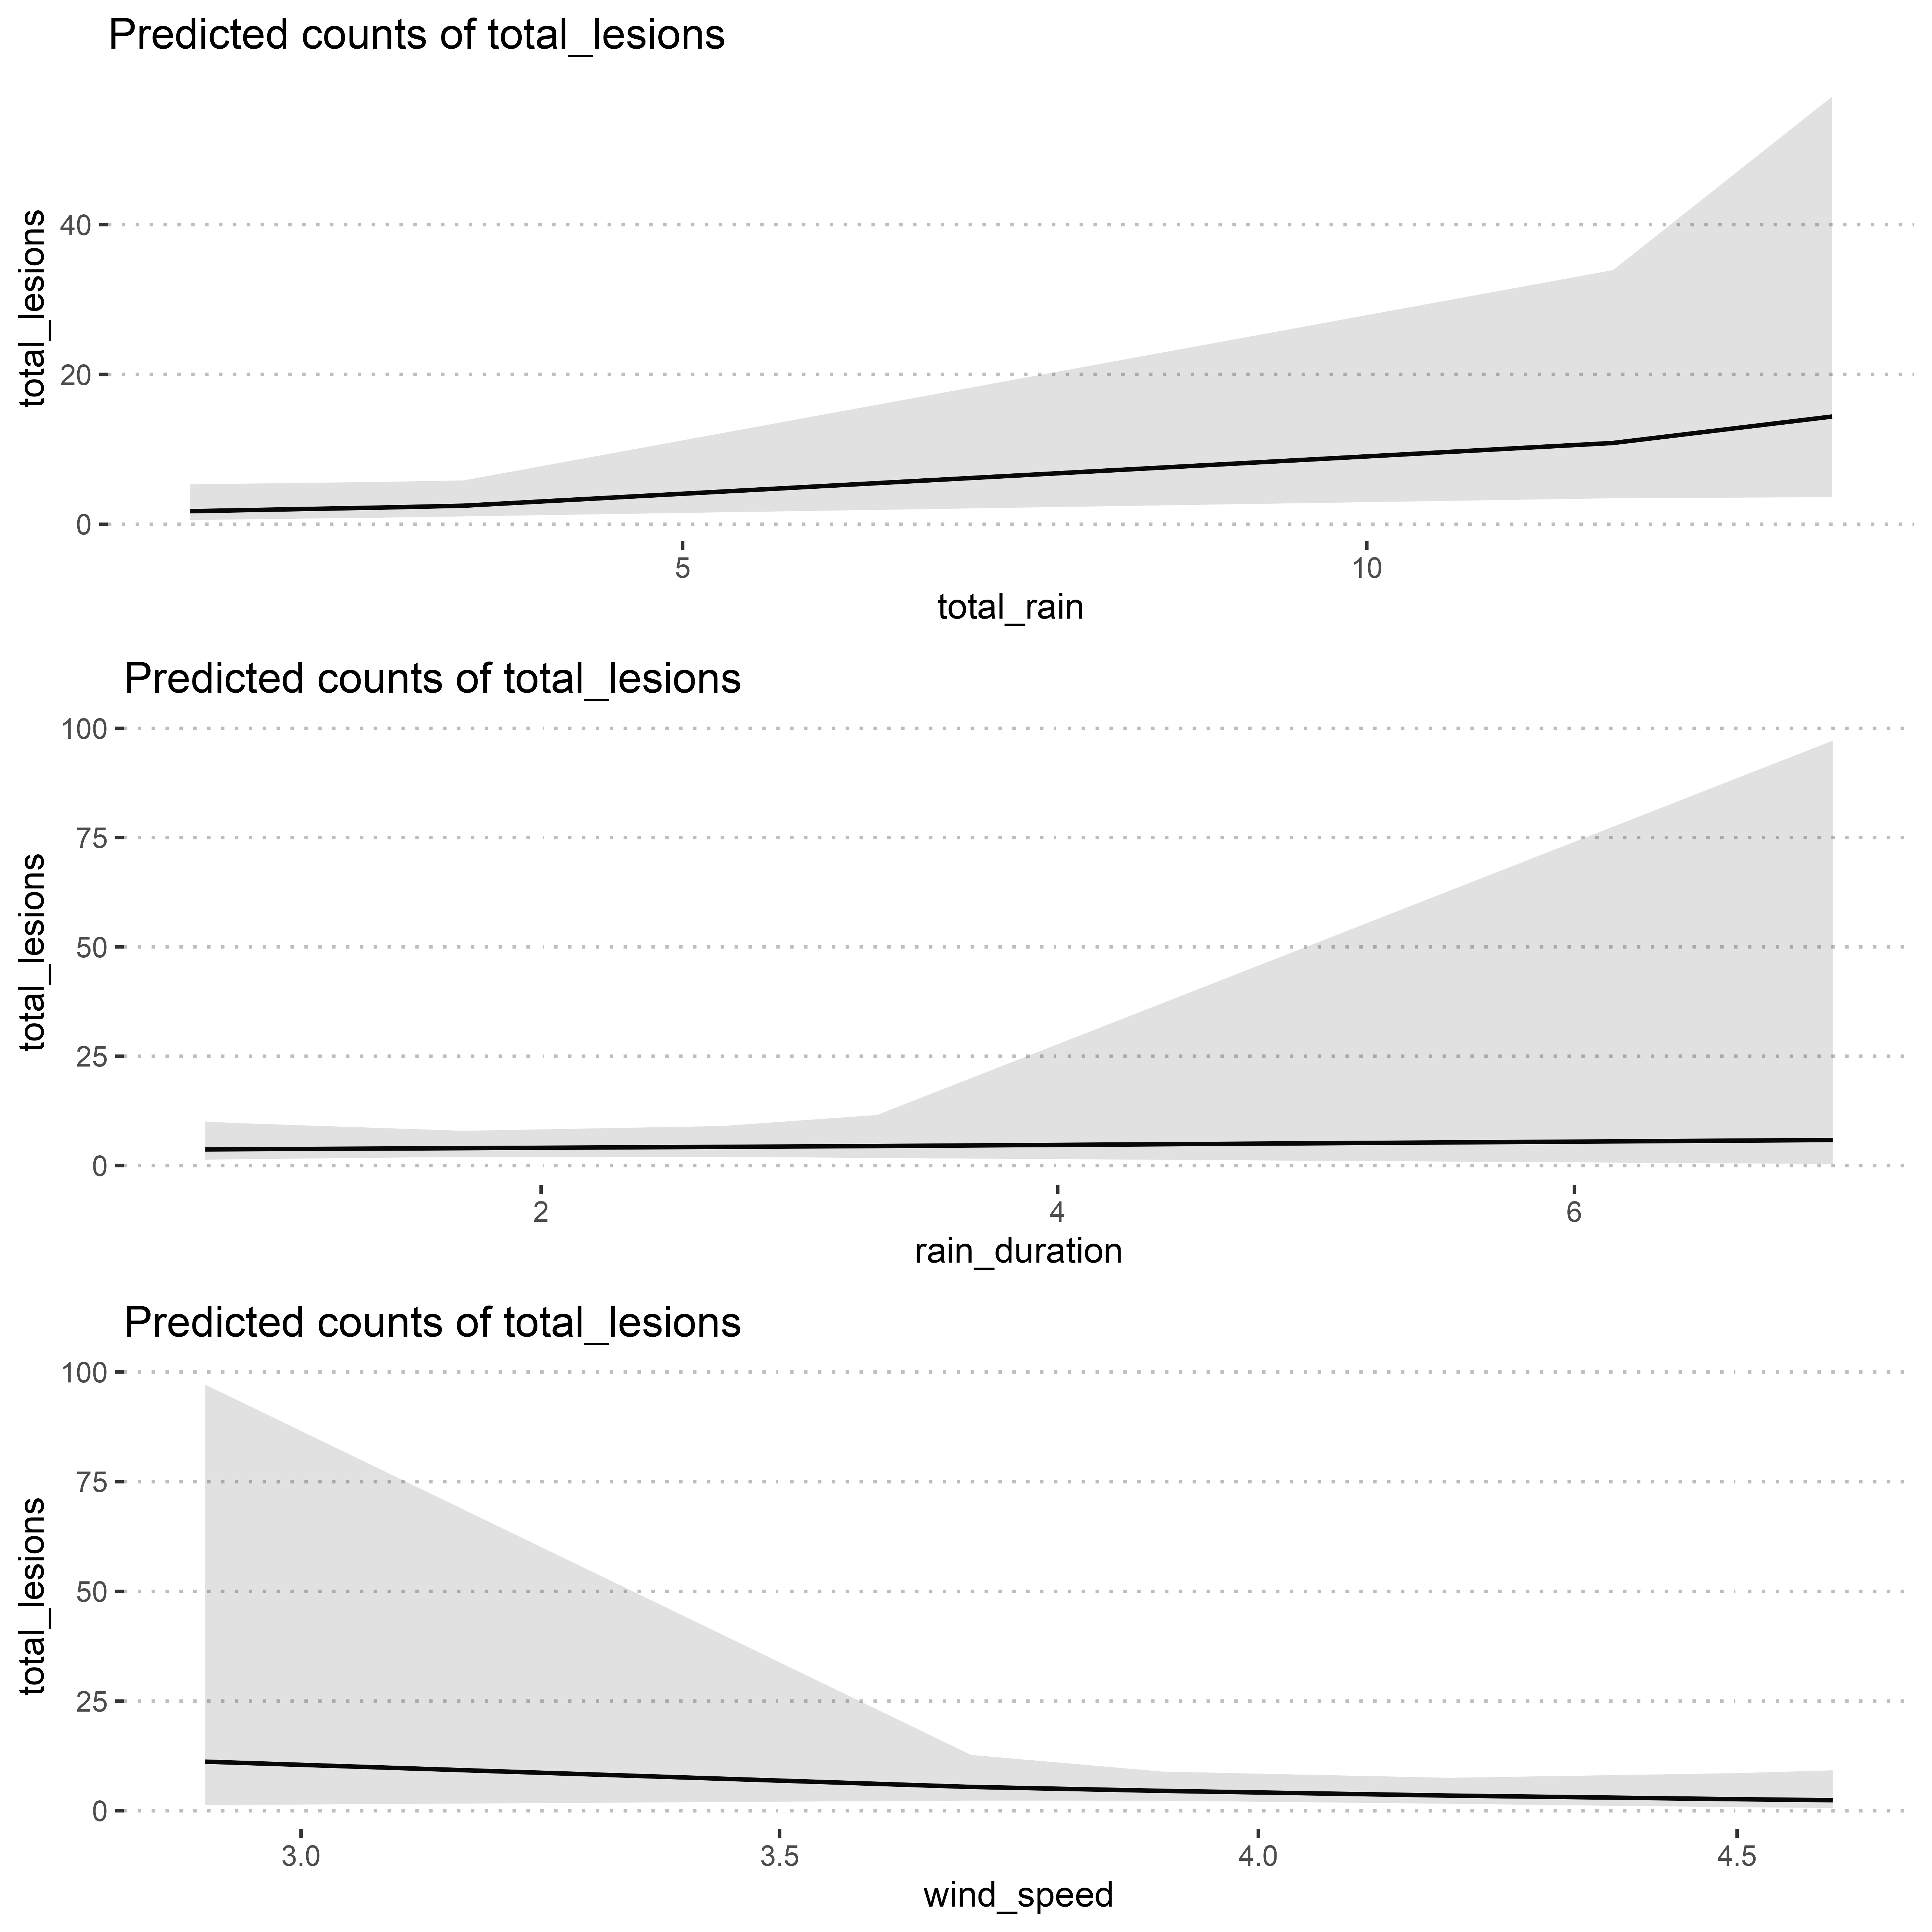 Predicted counts of total_lesions
total_lesions
40
20
0
5
10
total_rain
Predicted counts of total_lesions
total_lesions
100
75
50
25
0
2
4
6
rain_duration
Predicted counts of total_lesions
total_lesions
100
75
50
25
0
3.0
3.5
4.0
4.5
wind_speed